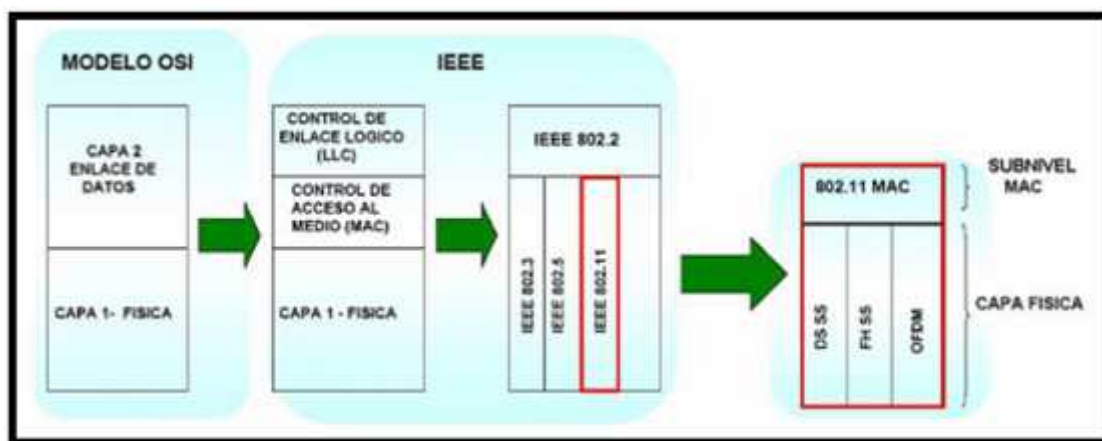 MODELO OSI
CAPA 2
ENLACE DE
DATOS
CAPA 1- FISICA
IEEE
CONTROL DE
ENLACE LOGICO
(LLC)
CONTROL DE
ACCESO AL
MEDIO (MAC)
CAPA 1 - FISICA
IEEE 802.2
IEEE 802.3
IEEE 802.5
IEEE 802.11
802.11 MAC
DS SS
FH SS
OFDM
SUBNIVEL
MAC
CAPA FISICA